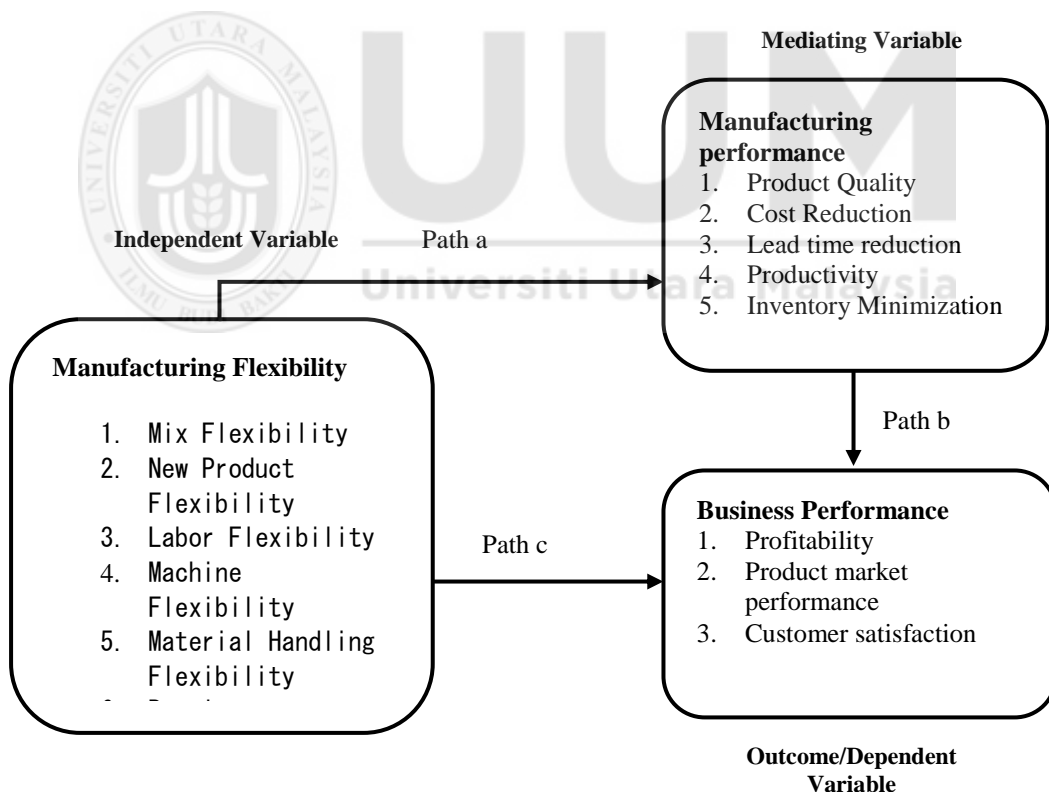 Mediating Variable
UNIVERSITI UTARA MALAYSIA
UUM
Universiti Utara Malaysia
Manufacturing
performance
1. Product Quality
2. Cost Reduction
3. Lead time reduction
4. Productivity
5. Inventory Minimization
Independent Variable
Path a
Manufacturing Flexibility
1. Mix Flexibility
2. New Product
Flexibility
3. Labor Flexibility
4. Machine
Flexibility
5. Material Handling
Flexibility
Path c
Path b
Business Performance
1. Profitability
2. Product market
performance
3. Customer satisfaction
Outcome/Dependent
Variable